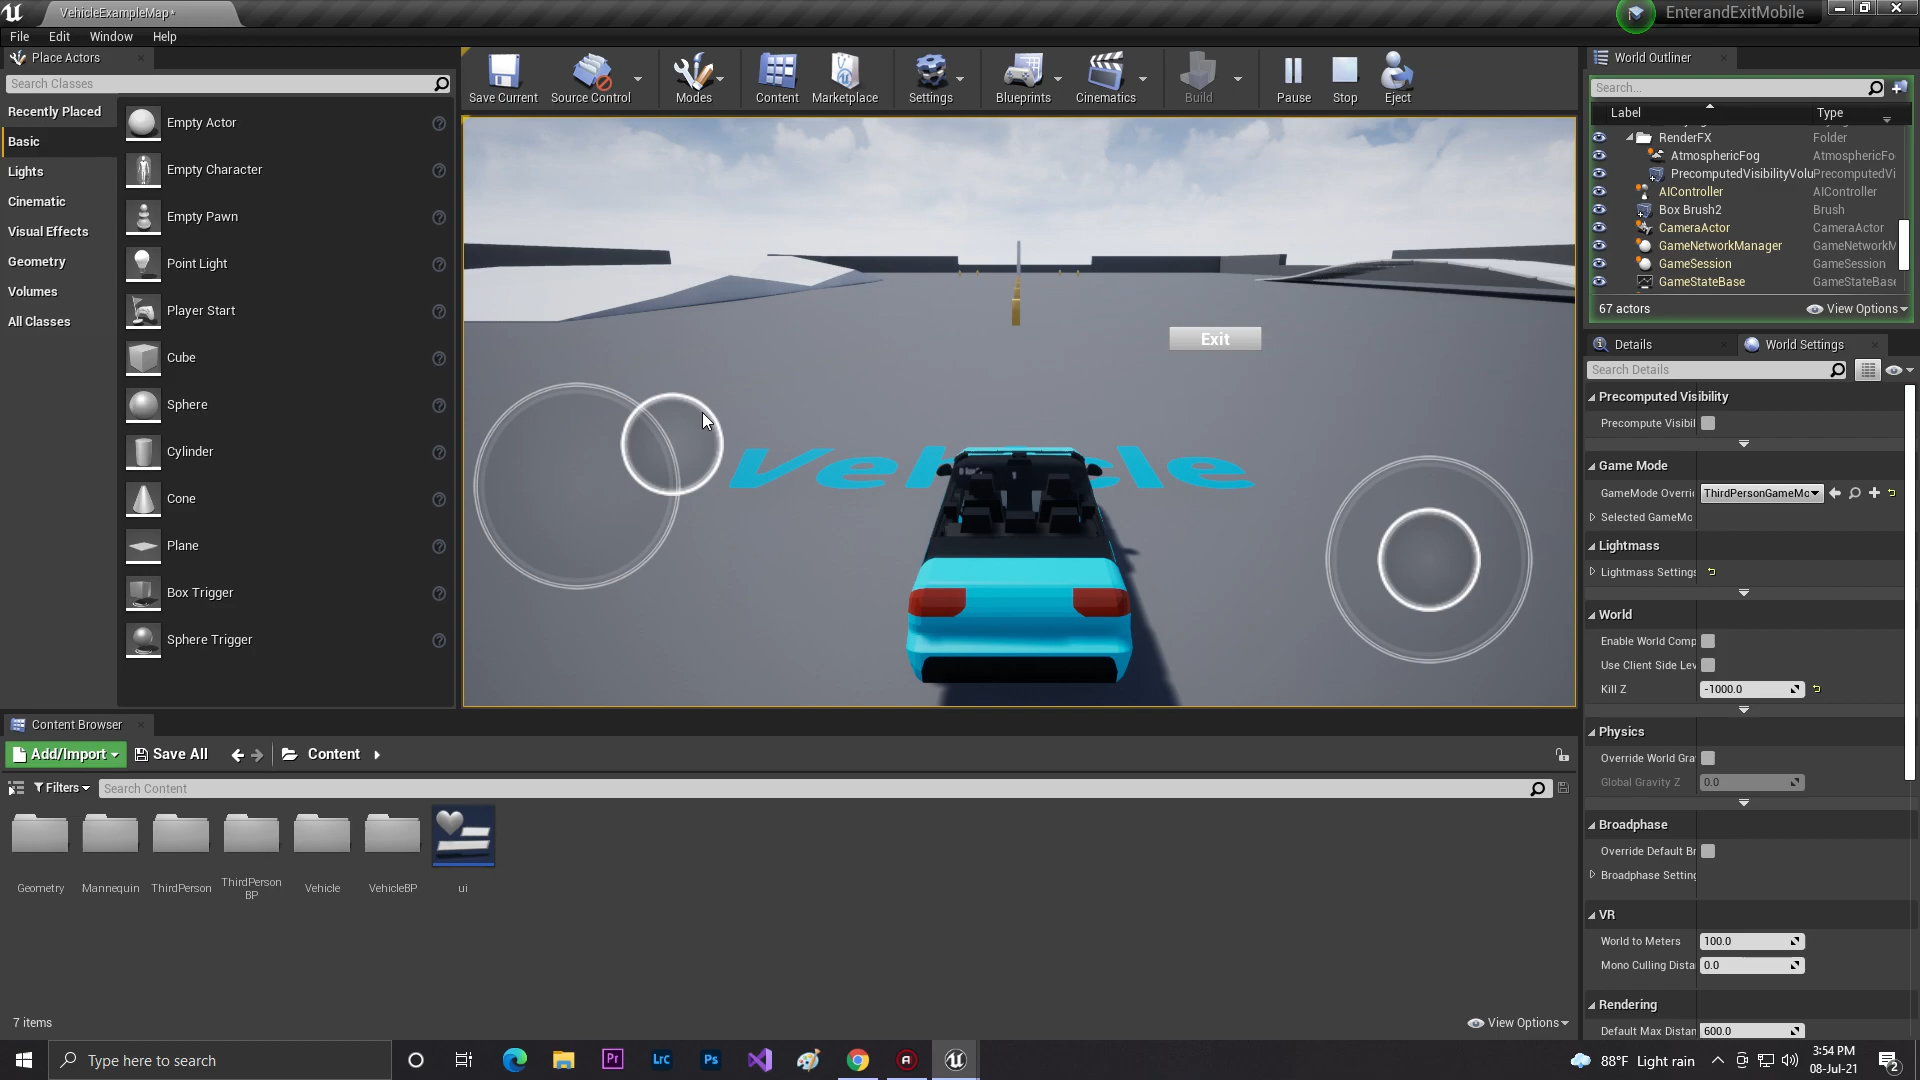 VehicleExampleMap*
EnterandExitMobile
File Edit Window Help
Place Actors
Search Classes
Recently Placed
Basic
Lights
Cinematic
Visual Effects
Geometry
Volumes
All Classes
Empty Actor
Empty Character
Empty Pawn
Point Light
Player Start
Cube
Sphere
Cylinder
Cone
Plane
Box Trigger
Sphere Trigger
Save Current
Source Control
Modes
Content
Marketplace
Settings
Blueprints
Cinematics
Build
Pause
Stop
Eject
Exit
Vehicle
World Outliner
Search...
Label Type
RenderFX Folder
AtmosphericFog AtmosphericFo
PrecomputedVisibilityVolu PrecomputedVi
AIController AIController
Box Brush2 Brush
CameraActor CameraActor
GameNetworkManager GameNetworkM
GameSession GameSession
GameStateBase GameStateBase
67 actors View Options
Details World Settings
Search Details
Precomputed Visibility
Precompute Visibil
Game Mode
GameMode Overri ThirdPersonGameMo
Selected GameMo
Lightmass
Lightmass Settings
World
Enable World Comp
Use Client Side Lev
Kill Z -1000.0
Physics
Override World Gra
Global Gravity Z 0.0
Broadphase
Override Default Br
Broadphase Setting
VR
World to Meters 100.0
Mono Culling Dista 0.0
Rendering
Default Max Distan 600.0
Content Browser
Add/Import Save All Content
Filters Search Content
Geometry
Mannequin
ThirdPerson
ThirdPerson
BP
Vehicle
VehicleBP
ui
7 items View Options
Type here to search
Pr
Lrc
Ps
88°F Light rain
3:54 PM
08-Jul-21
2